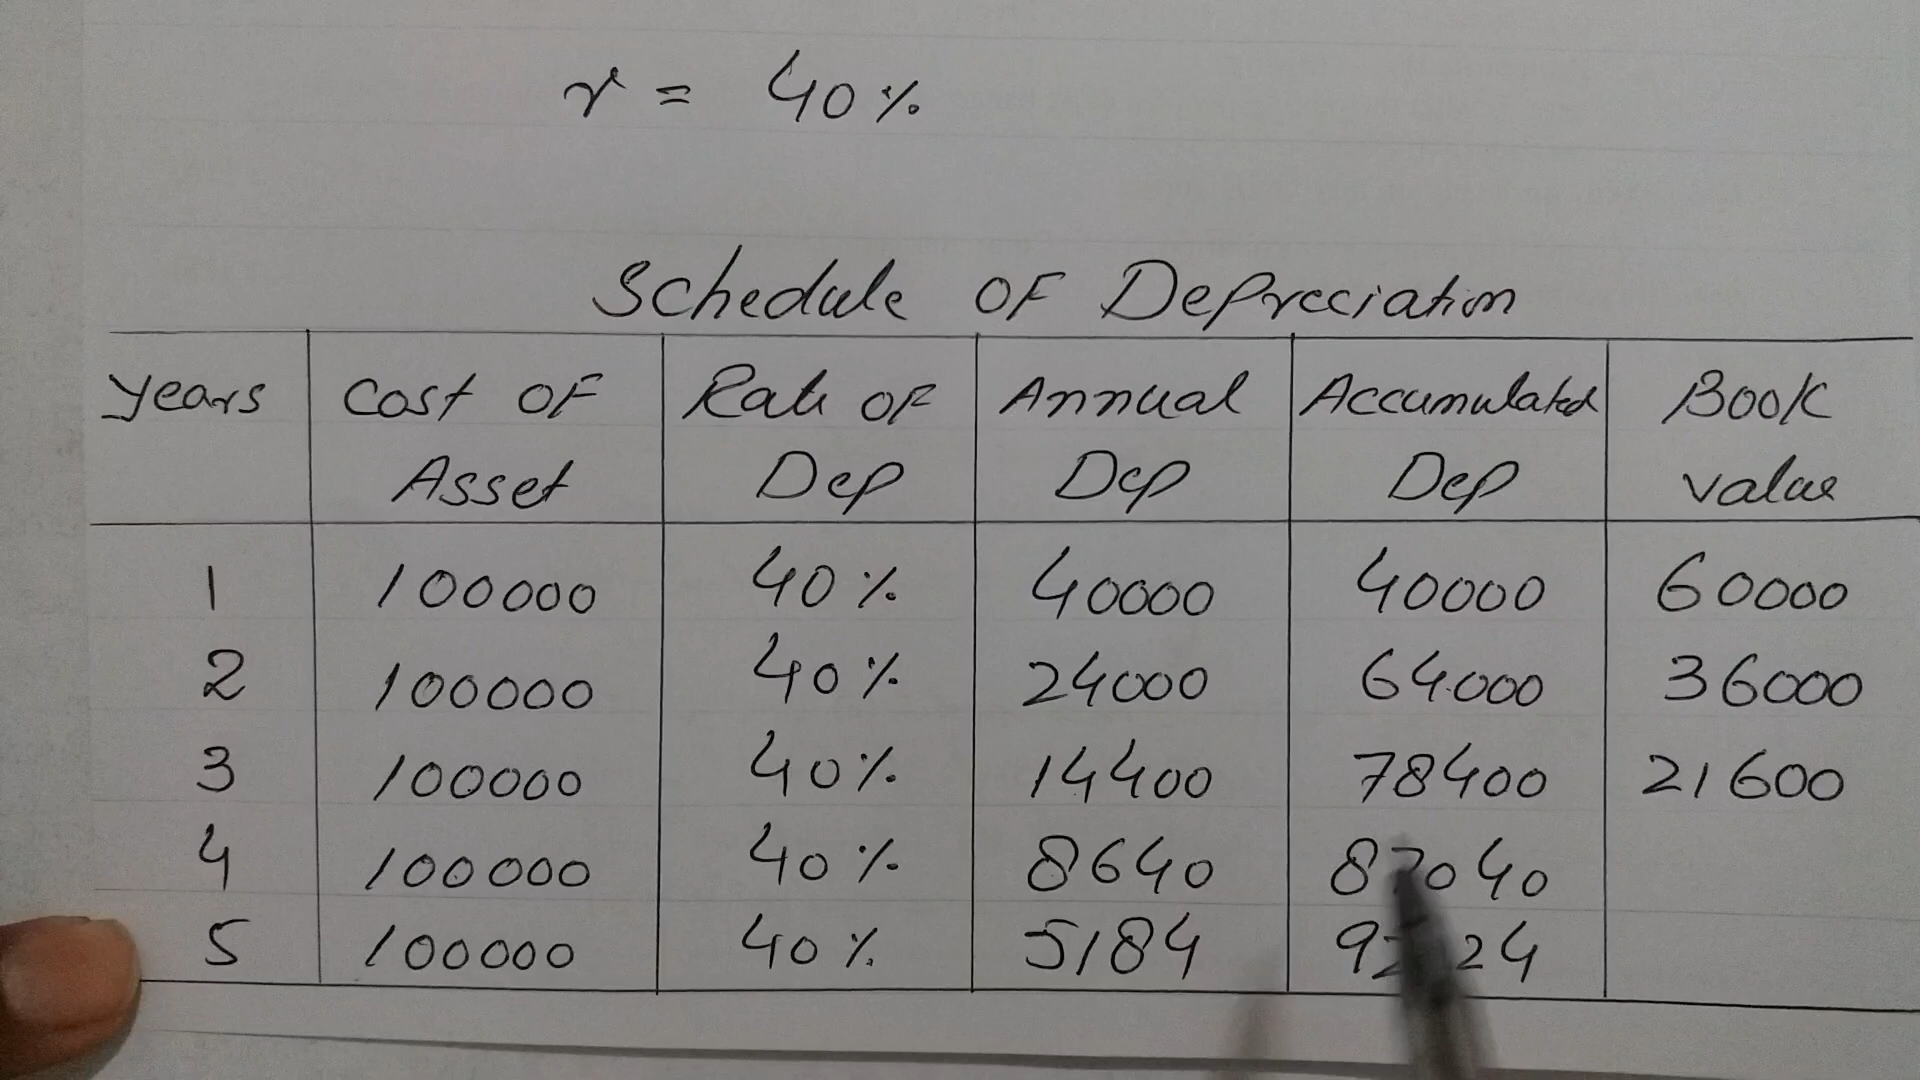 r = 40%
Schedule OF Depreciation
years Cost OF Asset Rate OF Dep Annual Dep Accumulated Dep Book value
1 100000 40% 40000 40000 60000
2 100000 40% 24000 64000 36000
3 100000 40% 14400 78400 21600
4 100000 40% 8640 87040
5 100000 40% 5184